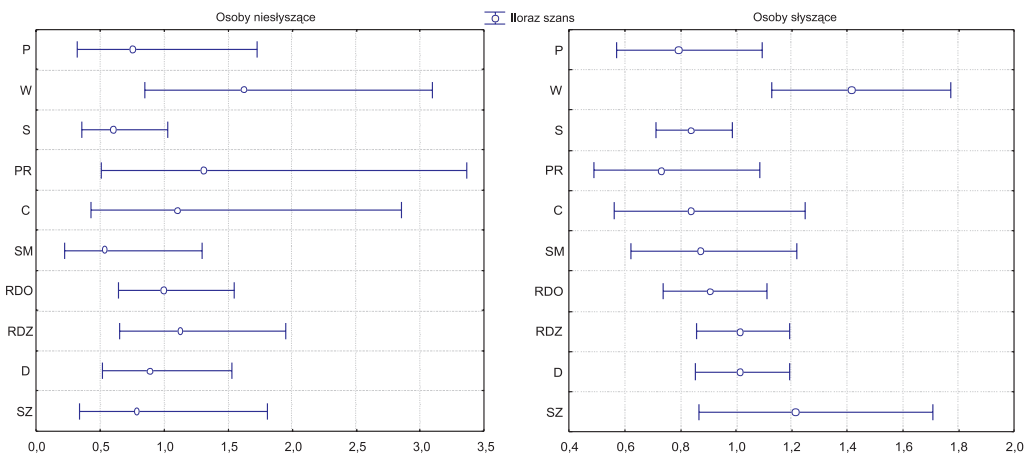 Osoby niesłyszące
Iloraz szans
Osoby słyszące
P
W
S
PR
C
SM
RDO
RDZ
D
SZ
0,0 0,5 1,0 1,5 2,0 2,5 3,0 3,5
P
W
S
PR
C
SM
RDO
RDZ
D
SZ
0,4 0,6 0,8 1,0 1,2 1,4 1,6 1,8 2,0